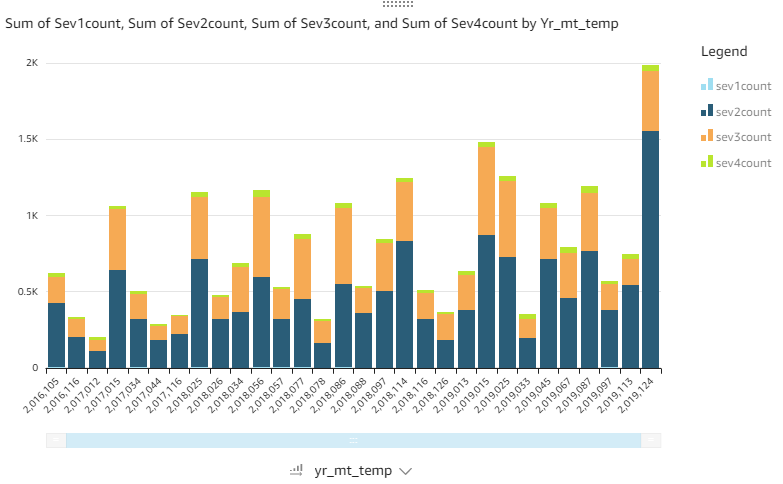 Sum of Sev1count, Sum of Sev2count, Sum of Sev3count, and Sum of Sev4count by Yr_mt_temp
Legend
sev1count
sev2count
sev3count
sev4count
2K
1.5K
1K
0.5K
0
2,016,105
2,016,116
2,017,012
2,017,015
2,017,034
2,017,044
2,017,116
2,018,025
2,018,026
2,018,034
2,018,056
2,018,057
2,018,077
2,018,078
2,018,086
2,018,088
2,018,097
2,018,114
2,018,116
2,018,126
2,019,013
2,019,015
2,019,025
2,019,033
2,019,045
2,019,067
2,019,087
2,019,097
2,019,113
2,019,124
yr_mt_temp